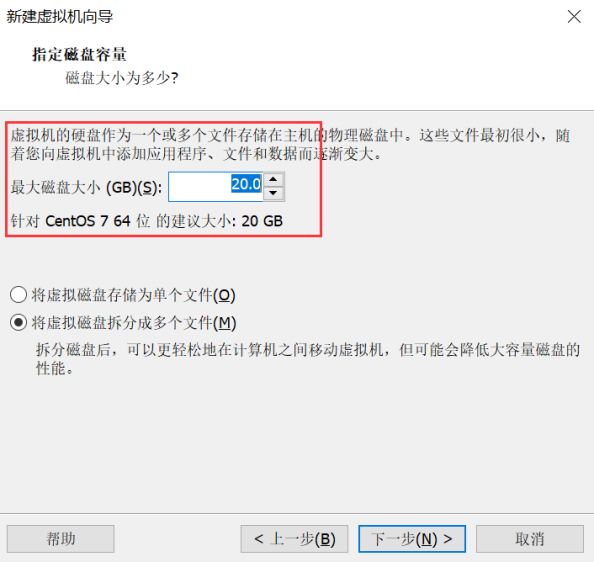 新建虚拟机向导
指定磁盘容量
磁盘大小为多少?
虚拟机的硬盘作为一个或多个文件存储在主机的物理磁盘中。这些文件最初很小，随
着您向虚拟机中添加应用程序、文件和数据而逐渐变大。
最大磁盘大小 (GB)(S): 20.0
针对 CentOS 7 64 位 的建议大小: 20 GB
将虚拟磁盘存储为单个文件(O)
将虚拟磁盘拆分成多个文件(M)
拆分磁盘后，可以更轻松地在计算机之间移动虚拟机，但可能会降低大容量磁盘的
性能。
帮助 < 上一步(B) 下一步(N) > 取消